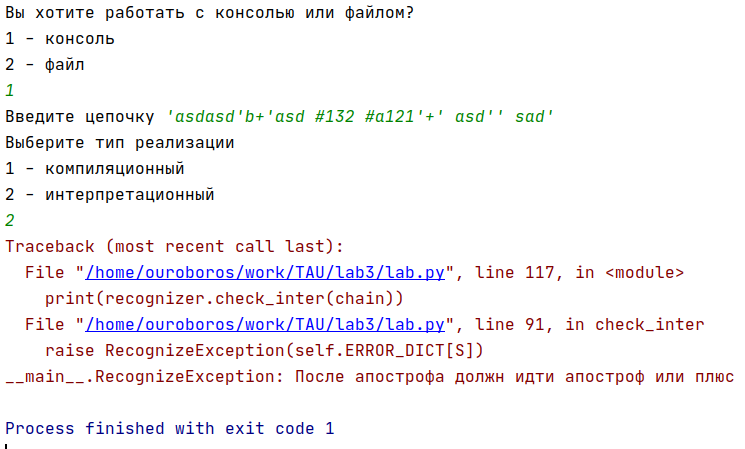 Вы хотите работать с консолью или файлом?
1 - консоль
2 - файл
1
Введите цепочку 'asdasd'b+'asd #132 #a121'+' asd'' sad'
Выберите тип реализации
1 - компиляционный
2 - интерпретационный
2
Traceback (most recent call last):
  File "/home/ouroboros/work/TAU/lab3/lab.py", line 117, in <module>
    print(recognizer.check_inter(chain))
  File "/home/ouroboros/work/TAU/lab3/lab.py", line 91, in check_inter
    raise RecognizeException(self.ERROR_DICT[S])
__main__.RecognizeException: После апострофа должн идти апостроф или плюс
Process finished with exit code 1